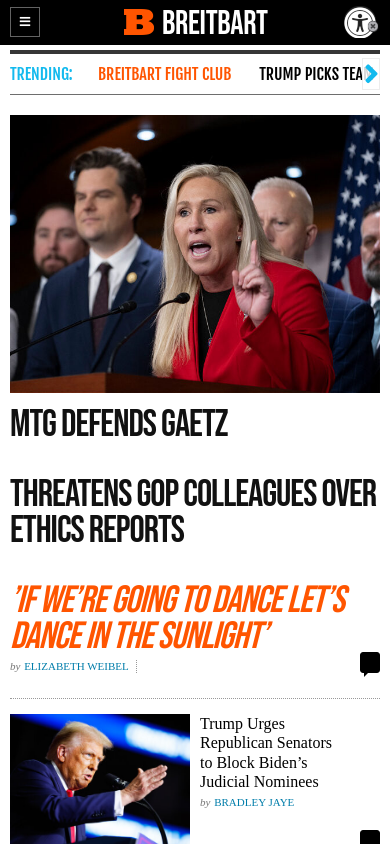 BREITBART
TRENDING:
BREITBART FIGHT CLUB
TRUMP PICKS TEA
MTG DEFENDS GAETZ
THREATENS GOP COLLEAGUES OVER
ETHICS REPORTS
’IF WE’RE GOING TO DANCE LET’S
DANCE IN THE SUNLIGHT’
by ELIZABETH WEIBEL
Trump Urges
Republican Senators
to Block Biden’s
Judicial Nominees
by BRADLEY JAYE